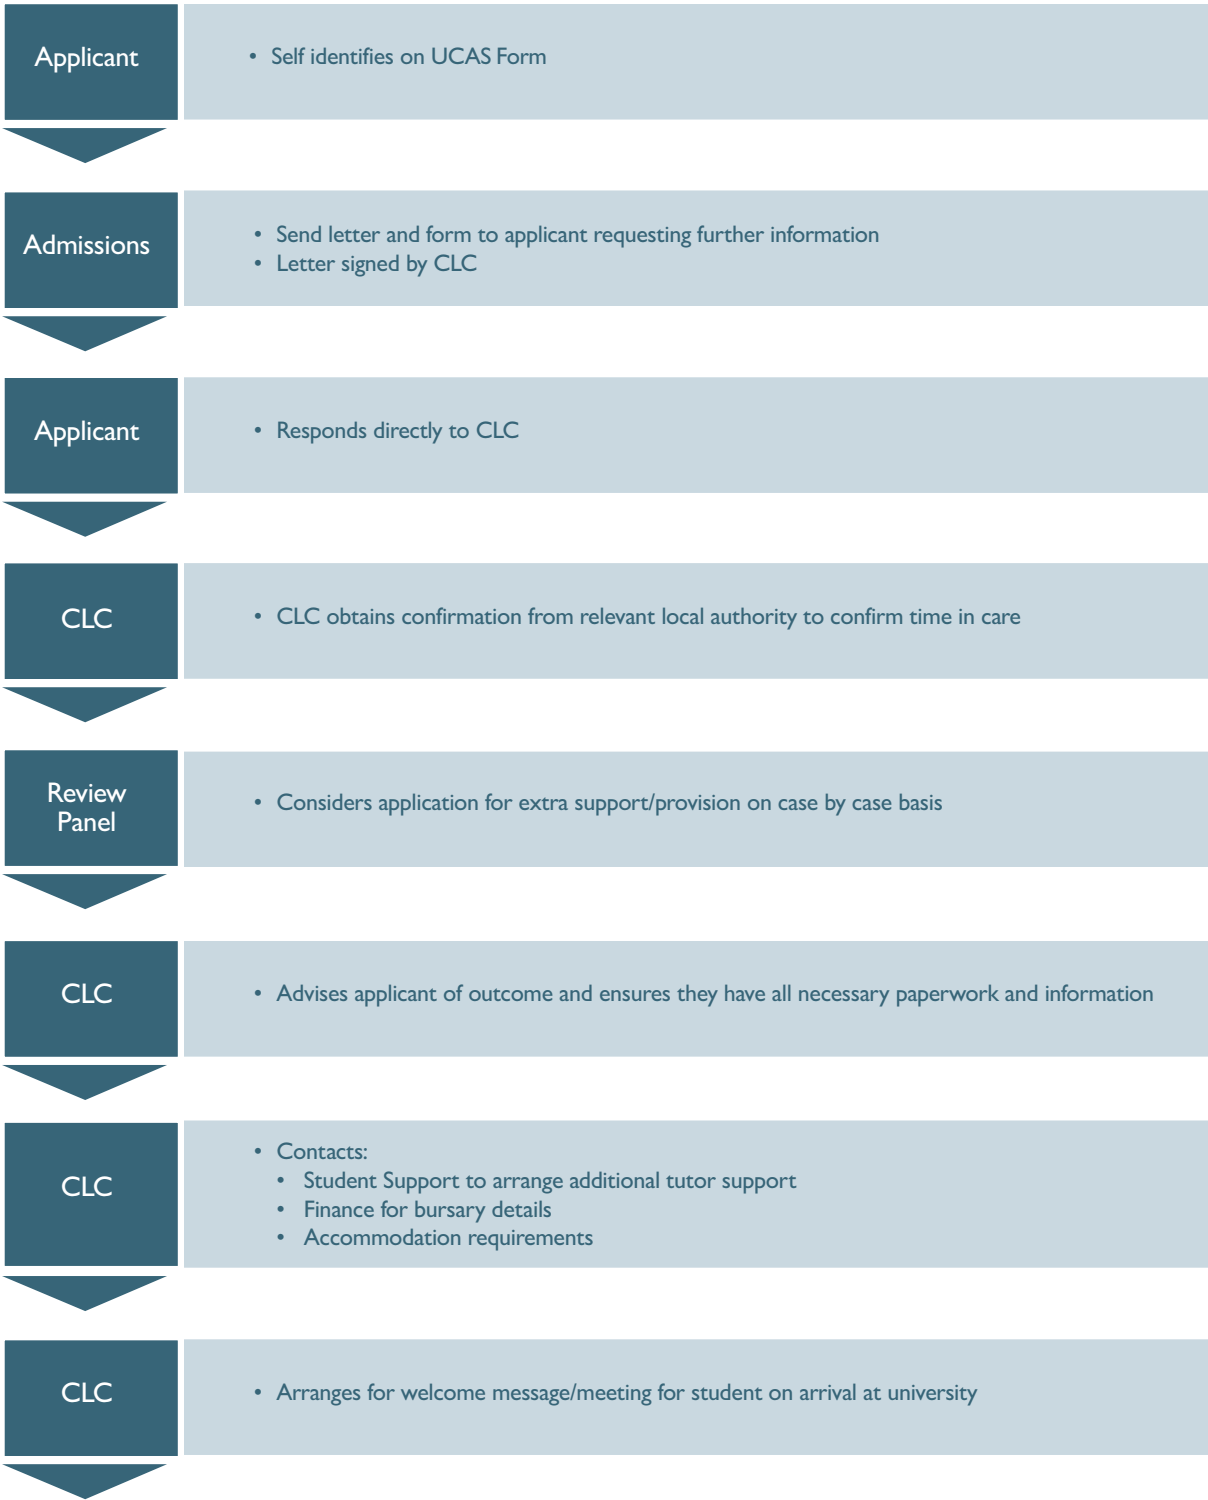 Applicant
• Self identifies on UCAS Form
Admissions
• Send letter and form to applicant requesting further information
• Letter signed by CLC
Applicant
• Responds directly to CLC
CLC
• CLC obtains confirmation from relevant local authority to confirm time in care
Review
Panel
• Considers application for extra support/provision on case by case basis
CLC
• Advises applicant of outcome and ensures they have all necessary paperwork and information
CLC
• Contacts:
• Student Support to arrange additional tutor support
• Finance for bursary details
• Accommodation requirements
CLC
• Arranges for welcome message/meeting for student on arrival at university